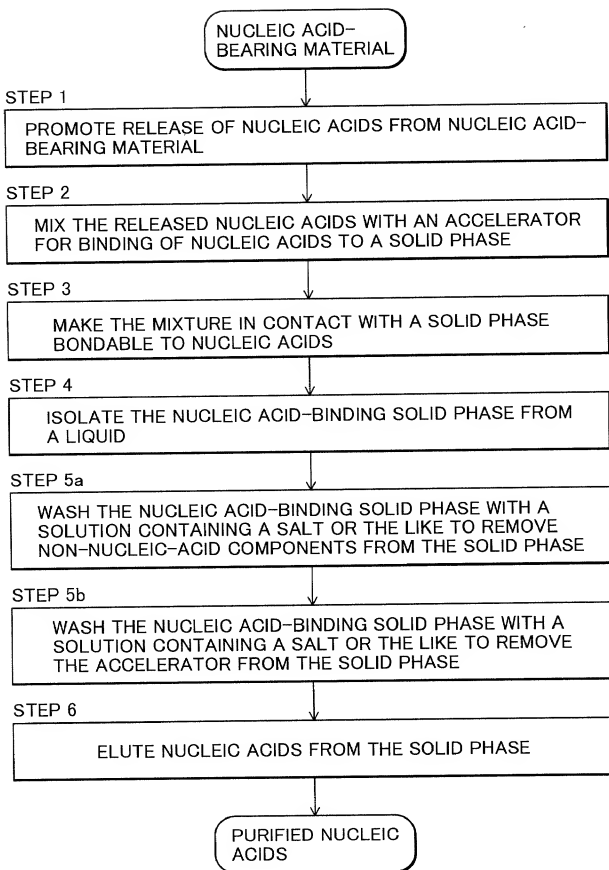 NUCLEIC ACID-
BEARING MATERIAL
STEP 1
PROMOTE RELEASE OF NUCLEIC ACIDS FROM NUCLEIC ACID-
BEARING MATERIAL
STEP 2
MIX THE RELEASED NUCLEIC ACIDS WITH AN ACCELERATOR
FOR BINDING OF NUCLEIC ACIDS TO A SOLID PHASE
STEP 3
MAKE THE MIXTURE IN CONTACT WITH A SOLID PHASE
BONDABLE TO NUCLEIC ACIDS
STEP 4
ISOLATE THE NUCLEIC ACID-BINDING SOLID PHASE FROM
A LIQUID
STEP 5a
WASH THE NUCLEIC ACID-BINDING SOLID PHASE WITH A
SOLUTION CONTAINING A SALT OR THE LIKE TO REMOVE
NON-NUCLEIC-ACID COMPONENTS FROM THE SOLID PHASE
STEP 5b
WASH THE NUCLEIC ACID-BINDING SOLID PHASE WITH A
SOLUTION CONTAINING A SALT OR THE LIKE TO REMOVE
THE ACCELERATOR FROM THE SOLID PHASE
STEP 6
ELUTE NUCLEIC ACIDS FROM THE SOLID PHASE
PURIFIED NUCLEIC
ACIDS